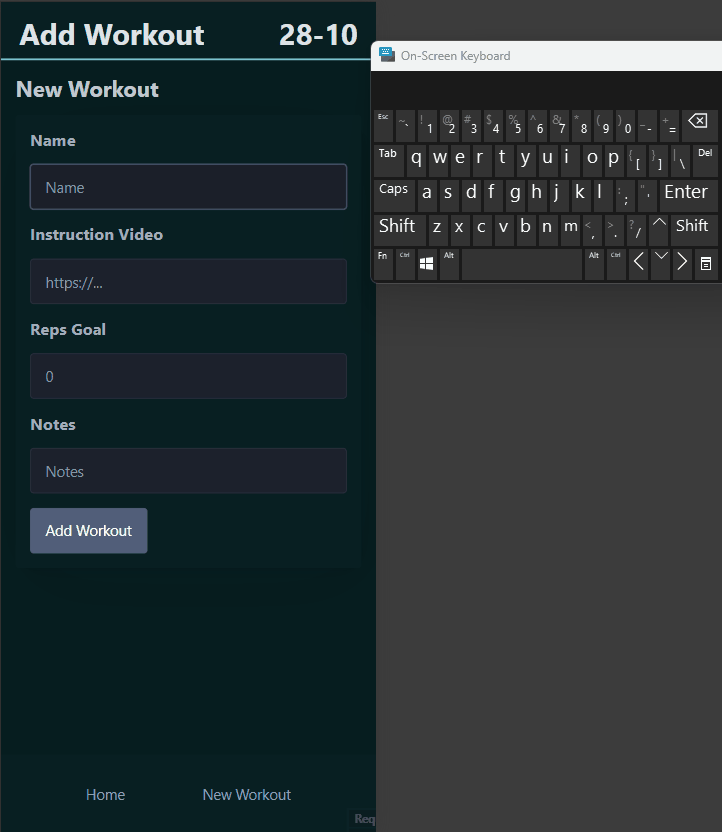 Add Workout 28-10
New Workout
Name
Name
Instruction Video
https://...
Reps Goal
0
Notes
Notes
Add Workout
Home New Workout
Req
On-Screen Keyboard
Esc ~ ` ! 1 @ 2 # 3 $ 4 % 5 ^ 6 & 7 * 8 ( 9 ) 0 _ - + =
Tab q w e r t y u i o p { [ } ] | \ Del
Caps a s d f g h j k l : ; " ' Enter
Shift z x c v b n m < , > . ? / Shift
Fn Ctrl Alt Alt Ctrl